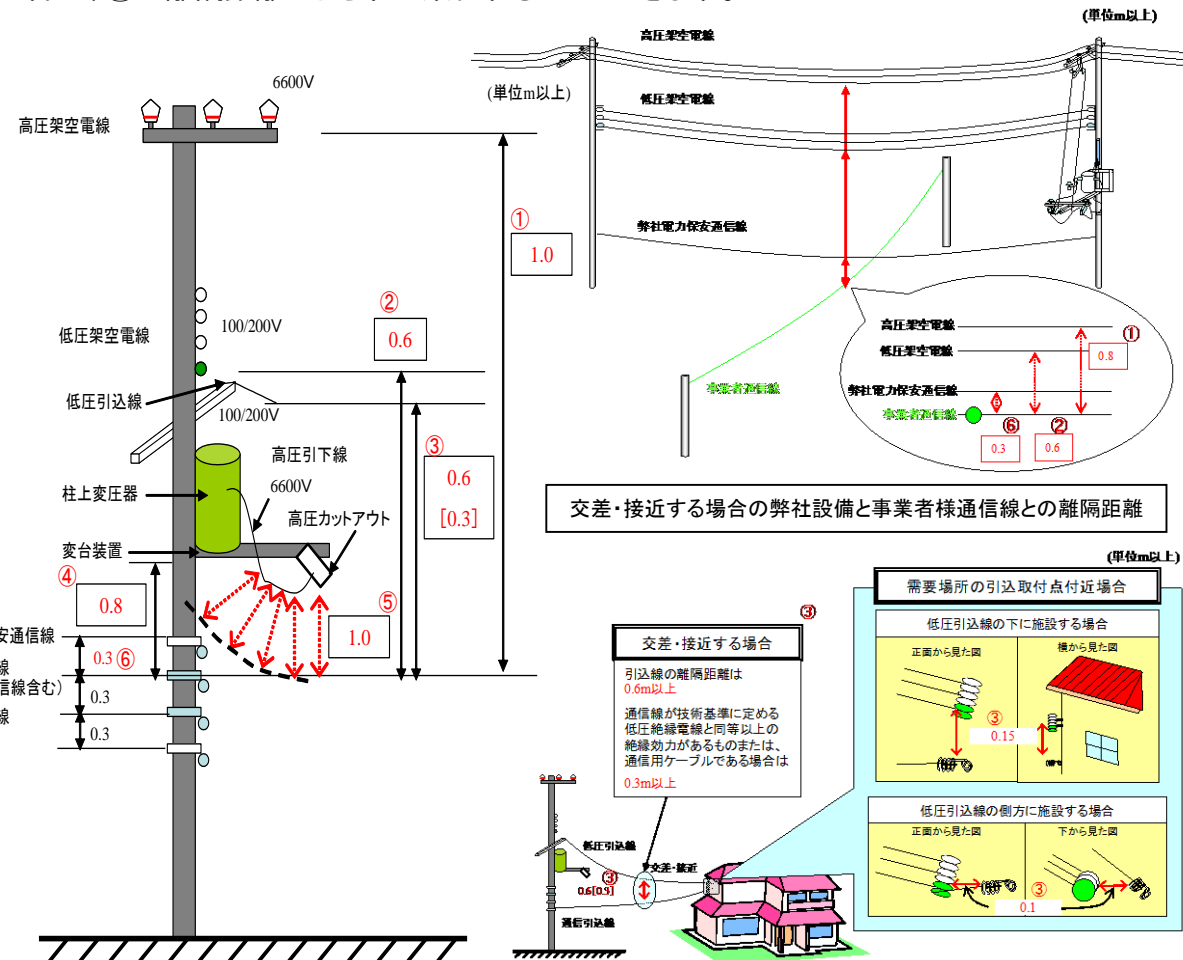 (単位m以上)
高圧架空電線
6600V
(単位m以上)
高圧架空電線
低圧架空電線
①
1.0
弊社電力保安通信線
②
0.6
100/200V
低圧架空電線
高圧架空電線
①
低圧架空電線
0.8
弊社電力保安通信線
事業者通信線
事業者通信線
⑥
②
0.3
0.6
低圧引込線
100/200V
③
0.6
[0.3]
高圧引下線
6600V
柱上変圧器
高圧カットアウト
交差・接近する場合の弊社設備と事業者様通信線との離隔距離
変台装置
④
0.8
⑤
1.0
安通信線
0.3
⑥
線
信線含む)
0.3
線
0.3
(単位m以上)
③
交差・接近する場合
引込線の離隔距離は
0.6m以上
通信線が技術基準に定める
低圧絶縁電線と同等以上の
絶縁効力があるものまたは、
通信用ケーブルである場合は
0.3m以上
需要場所の引込取付点付近場合
低圧引込線の下に施設する場合
正面から見た図
横から見た図
③
0.15
低圧引込線の側方に施設する場合
正面から見た図
下から見た図
③
0.1
低圧引込線
交差・接近
③
通信引込線